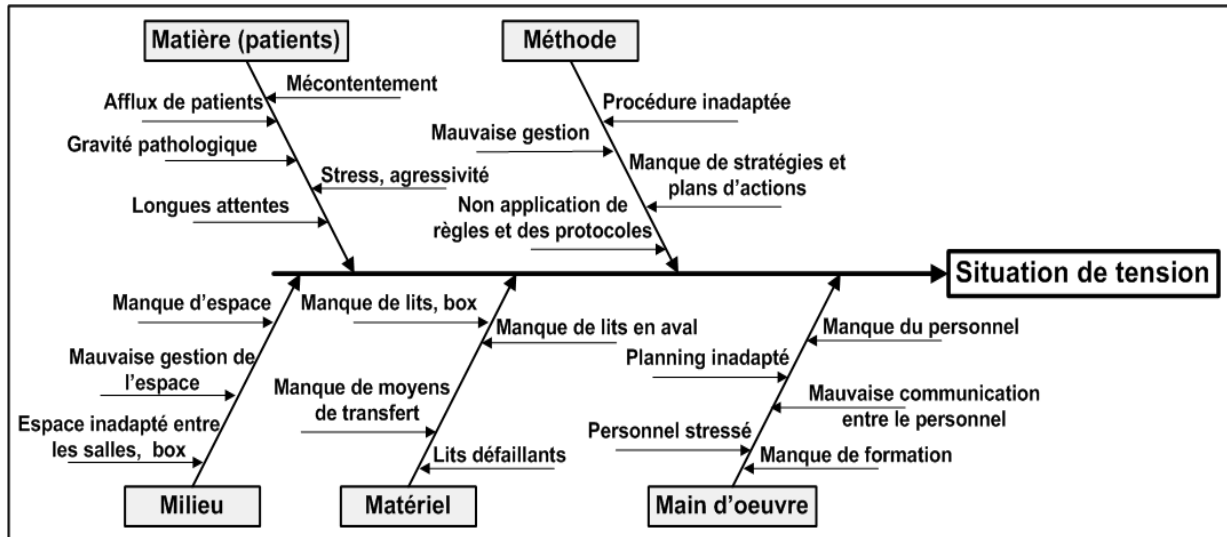 Matière (patients)
Méthode
Mécontentement
Afflux de patients
Gravité pathologique
Stress, agressivité
Longues attentes
Procédure inadaptée
Mauvaise gestion
Manque de stratégies et
plans d'actions
Non application de
règles et des protocoles
Situation de tension
Manque d'espace
Mauvaise gestion de
l'espace
Espace inadapté entre
les salles, box
Manque de lits, box
Manque de lits en aval
Manque de moyens
de transfert
Lits défaillants
Manque du personnel
Planning inadapté
Mauvaise communication
entre le personnel
Personnel stressé
Manque de formation
Milieu
Matériel
Main d'oeuvre